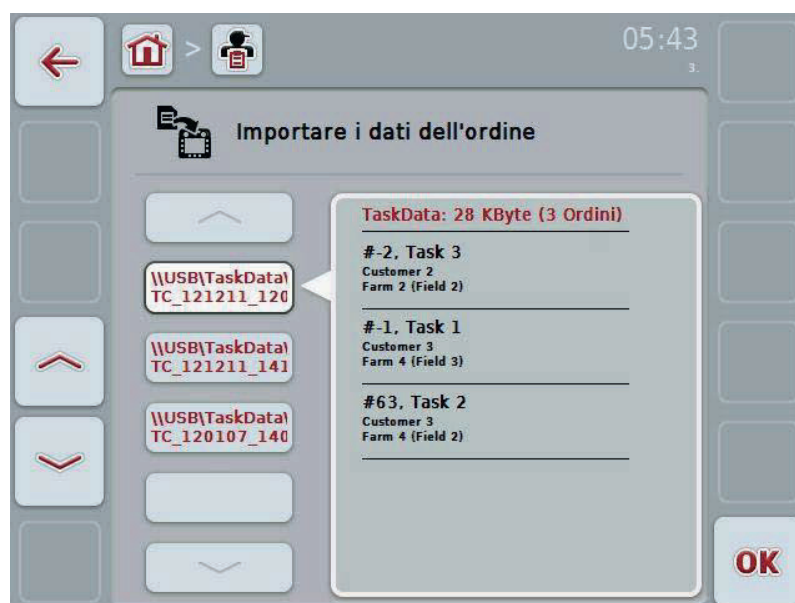 >
05:43
3.
Importare i dati dell'ordine
\\USB\TaskData\
TC_121211_120
\\USB\TaskData\
TC_121211_141
\\USB\TaskData\
TC_120107_140
TaskData: 28 KByte (3 Ordini)
#-2, Task 3
Customer 2
Farm 2 (Field 2)
#-1, Task 1
Customer 3
Farm 4 (Field 3)
#63, Task 2
Customer 3
Farm 4 (Field 2)
OK